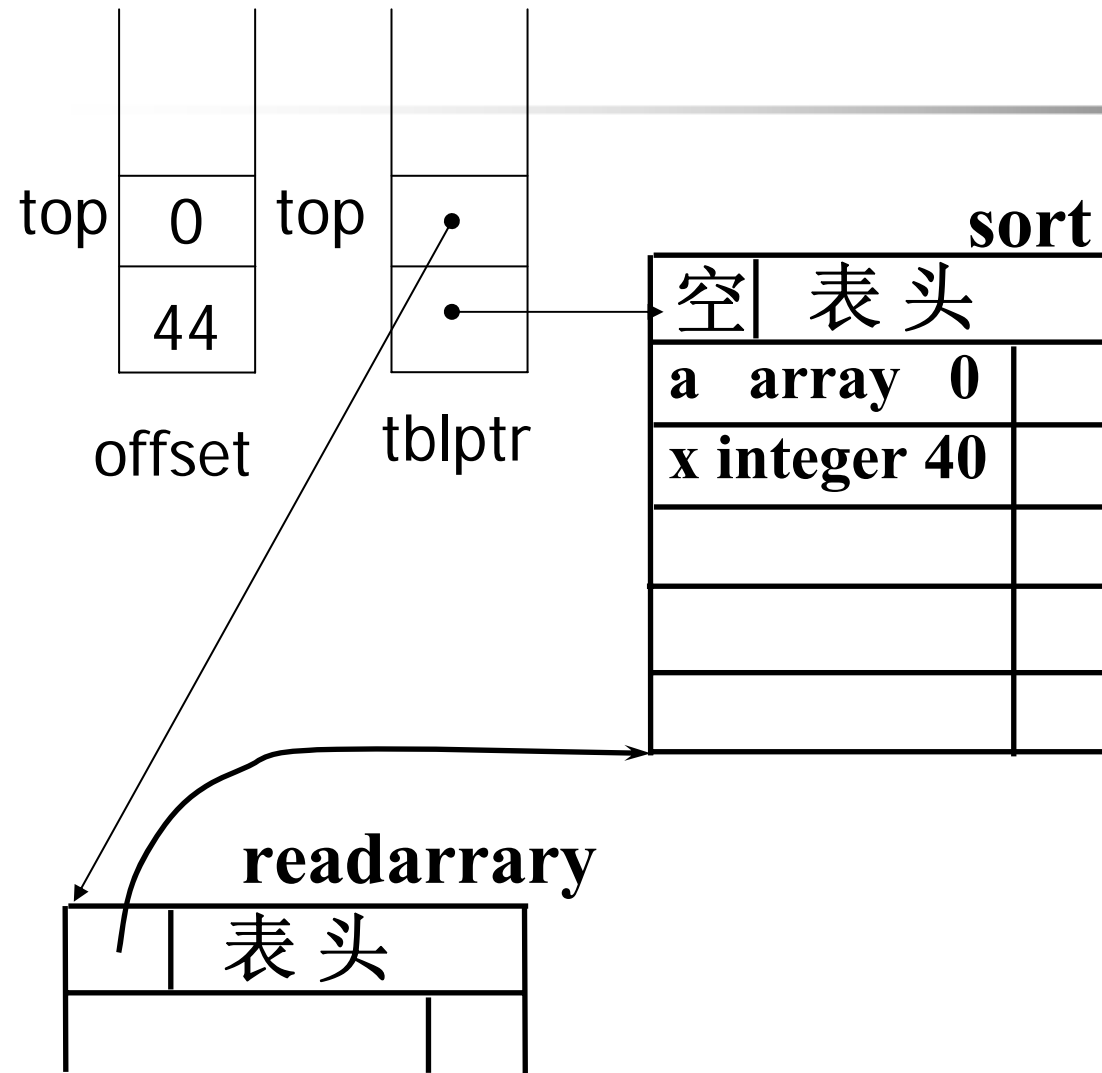 top 0 top
44
offset
tblptr
sort
空 表 头
a array 0
x integer 40
readarrary
表 头